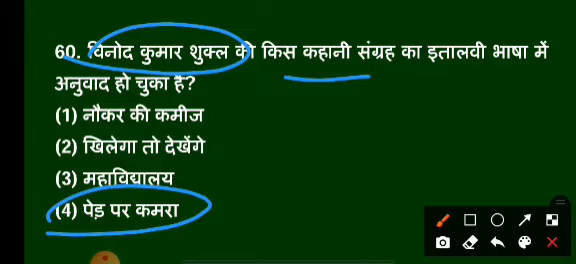 60. विनोद कुमार शुक्ल की किस कहानी संग्रह का इतालवी भाषा में
अनुवाद हो चुका है?
(1) नौकर की कमीज
(2) खिलेगा तो देखेंगे
(3) महाविद्यालय
(4) पेड़ पर कमरा